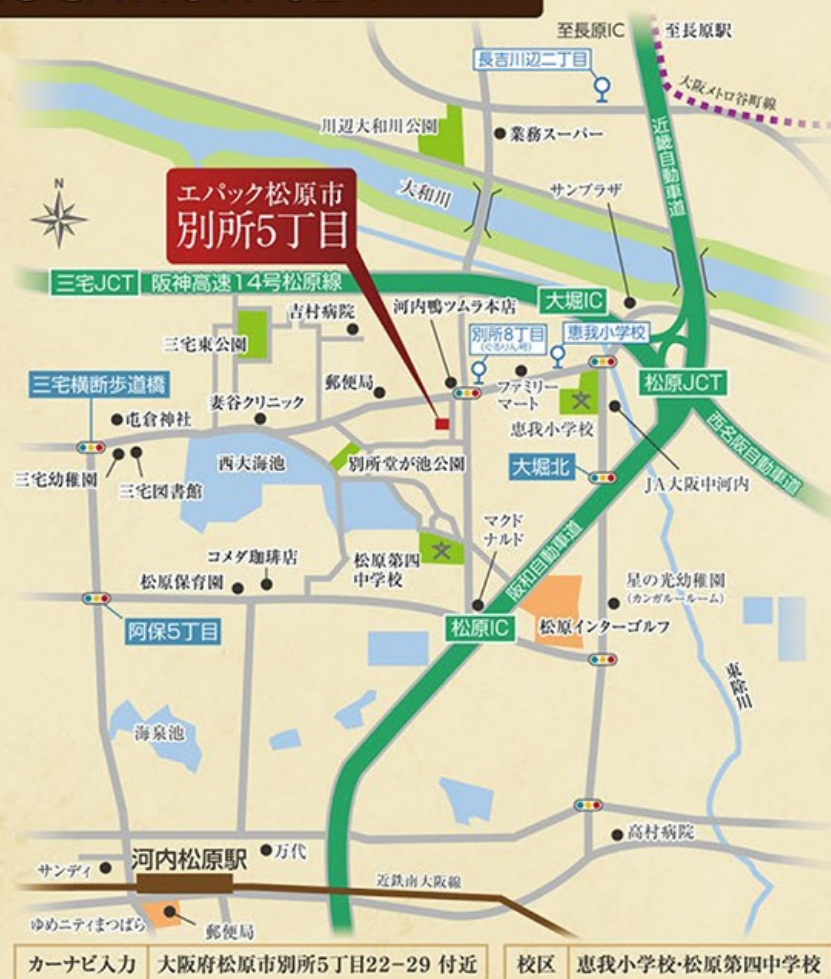 至長原IC
至長原駅
長吉川辺二丁目
大阪メトロ谷町線
川辺大和川公園
業務スーパー
近畿自動車道
N
エバック松原市
別所5丁目
大和川
サンプラザ
三宅JCT
阪神高速14号松原線
大堀IC
吉村病院
河内鴨ツムラ本店
三宅東公園
別所8丁目
(ぐるりん号)
恵我小学校
三宅横断歩道橋
郵便局
ファミリー
マート
松原JCT
妻谷クリニック
屯倉神社
恵我小学校
西名阪自動車道
三宅幼稚園
三宅図書館
西大海池
別所堂が池公園
大堀北
JA大阪中河内
マクド
ナルド
阪和自動車道
コメダ珈琲店
松原保育園
松原第四
中学校
星の光幼稚園
(カンガルールーム)
阿保5丁目
松原IC
松原インターゴルフ
東除川
海泉池
高村病院
サンディ
河内松原駅
万代
近鉄南大阪線
ゆめニティまつばら
郵便局
カーナビ入力
大阪府松原市別所5丁目22-29 付近
校区
恵我小学校・松原第四中学校